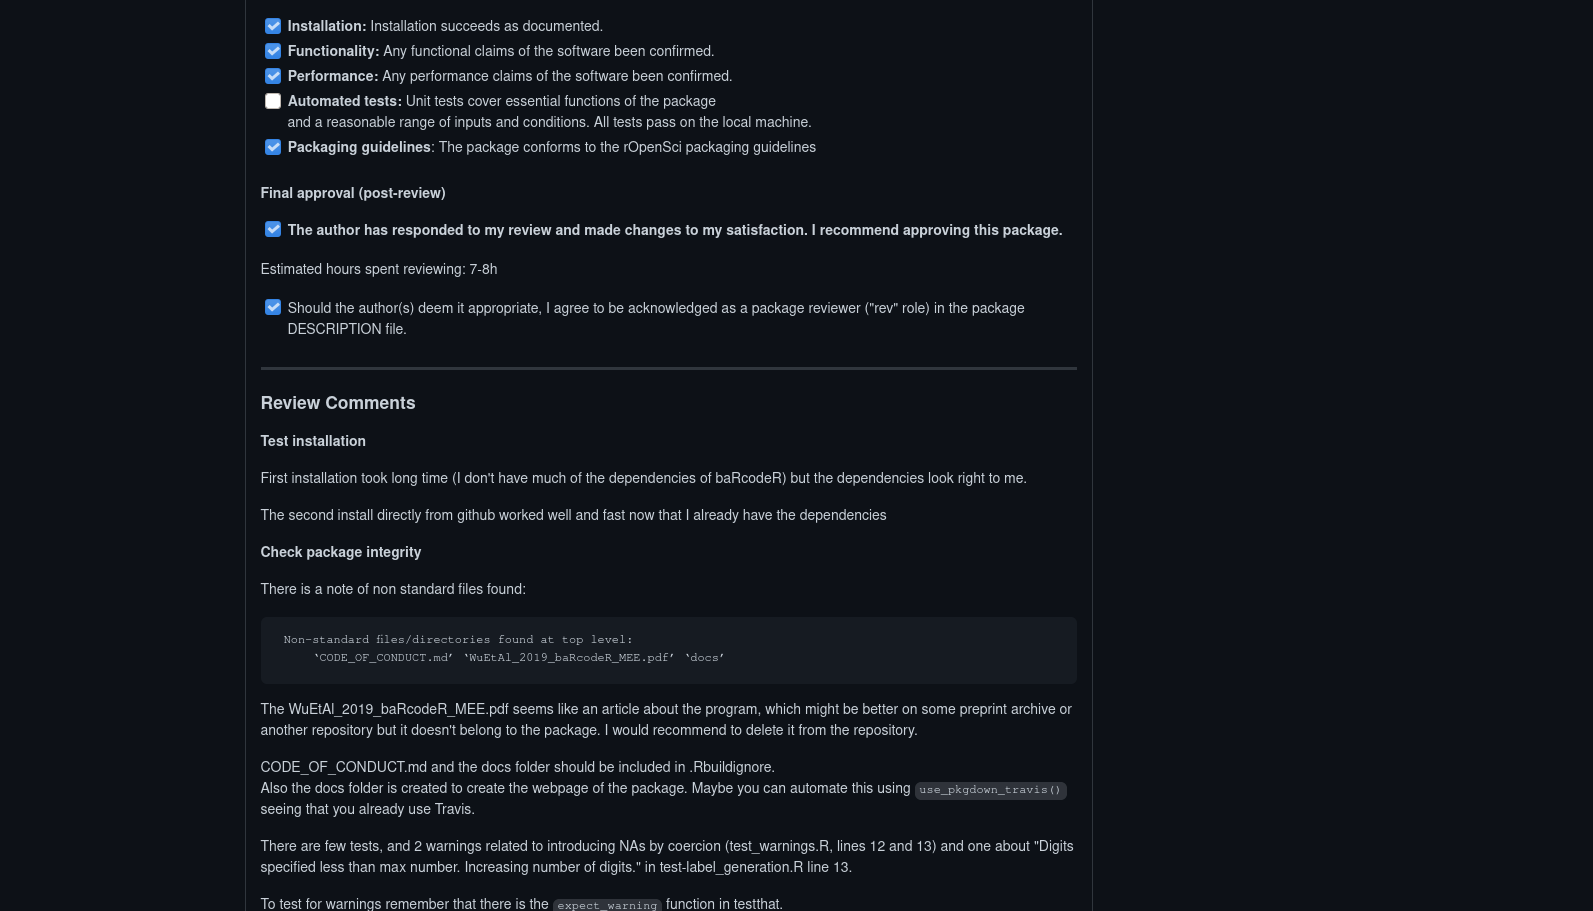 Installation: Installation succeeds as documented.
Functionality: Any functional claims of the software been confirmed.
Performance: Any performance claims of the software been confirmed.
Automated tests: Unit tests cover essential functions of the package
and a reasonable range of inputs and conditions. All tests pass on the local machine.
Packaging guidelines: The package conforms to the rOpenSci packaging guidelines
Final approval (post-review)
The author has responded to my review and made changes to my satisfaction. I recommend approving this package.
Estimated hours spent reviewing: 7-8h
Should the author(s) deem it appropriate, I agree to be acknowledged as a package reviewer ("rev" role) in the package
DESCRIPTION file.
Review Comments
Test installation
First installation took long time (I don't have much of the dependencies of baRcodeR) but the dependencies look right to me.
The second install directly from github worked well and fast now that I already have the dependencies
Check package integrity
There is a note of non standard files found:
Non-standard files/directories found at top level:
‘CODE_OF_CONDUCT.md’ ‘WuEtAl_2019_baRcodeR_MEE.pdf’ ‘docs’
The WuEtAl_2019_baRcodeR_MEE.pdf seems like an article about the program, which might be better on some preprint archive or
another repository but it doesn't belong to the package. I would recommend to delete it from the repository.
CODE_OF_CONDUCT.md and the docs folder should be included in .Rbuildignore.
Also the docs folder is created to create the webpage of the package. Maybe you can automate this using use_pkgdown_travis()
seeing that you already use Travis.
There are few tests, and 2 warnings related to introducing NAs by coercion (test_warnings.R, lines 12 and 13) and one about "Digits
specified less than max number. Increasing number of digits." in test-label_generation.R line 13.
To test for warnings remember that there is the expect_warning function in testthat.